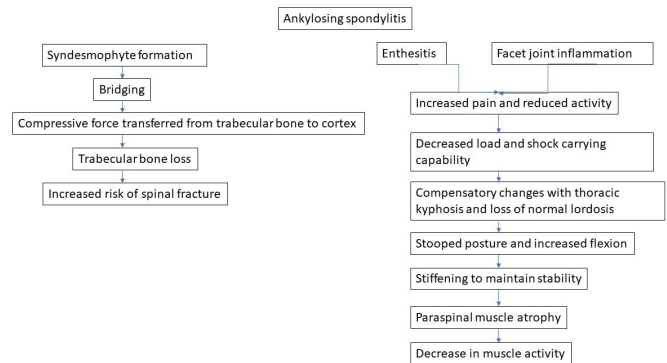 Ankylosing spondylitis
Syndesmophyte formation
Bridging
Compressive force transferred from trabecular bone to cortex
Trabecular bone loss
Increased risk of spinal fracture
Enthesitis
Facet joint inflammation
Increased pain and reduced activity
Decreased load and shock carrying
capability
Compensatory changes with thoracic
kyphosis and loss of normal lordosis
Stooped posture and increased flexion
Stiffening to maintain stability
Paraspinal muscle atrophy
Decrease in muscle activity